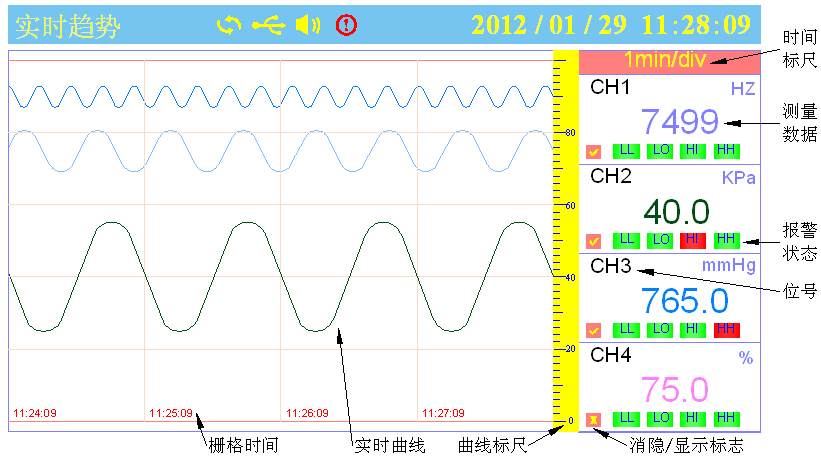 实时趋势
2012 / 01 / 29 11:28:09
1min/div
时间
标尺
CH1
HZ
7499
测量
数据
LL LO HI HH
CH2
KPa
40.0
LL LO HI HH
报警
状态
CH3
mmHg
765.0
位号
LL LO HI HH
CH4
%
75.0
LL LO HI HH
80
60
40
20
0
11:24:09
11:25:09
11:26:09
11:27:09
栅格时间
实时曲线
曲线标尺
消隐/显示标志